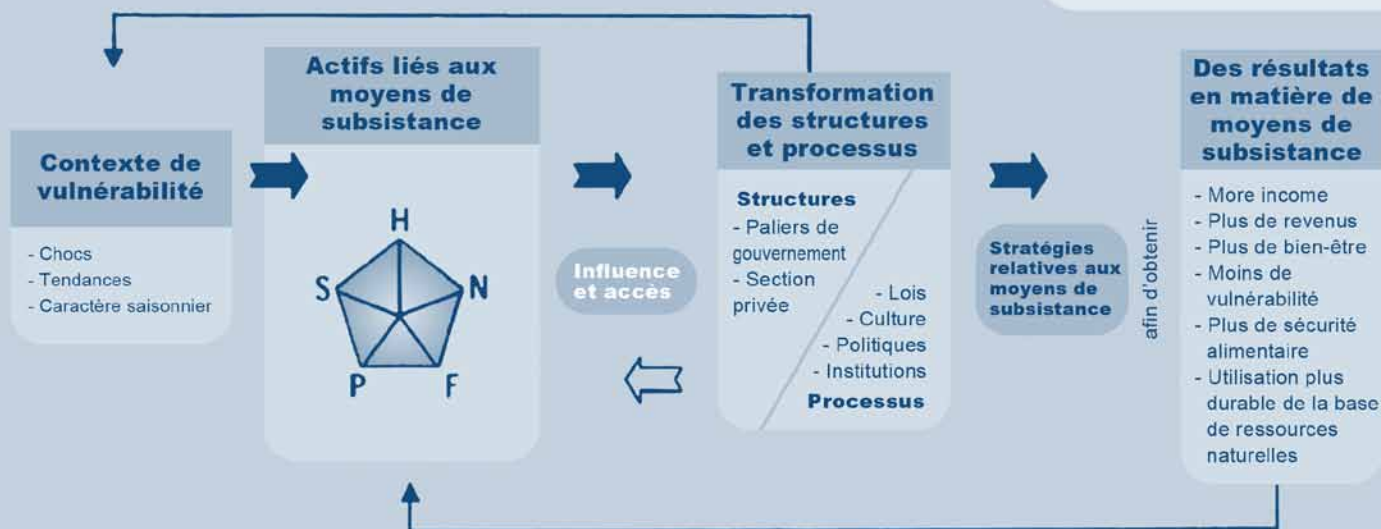 Contexte de
vulnérabilité
- Chocs
- Tendances
- Caractère saisonnier
Actifs liés aux
moyens de
subsistance
H
S
N
P
F
Influence
et accès
Transformation
des structures
et processus
Structures
- Paliers de
gouvernement
- Section
privée
- Lois
- Culture
- Politiques
- Institutions
Processus
Stratégies
relatives aux
moyens de
subsistance
afin d'obtenir
Des résultats
en matière de
moyens de
subsistance
- More income
- Plus de revenus
- Plus de bien-être
- Moins de
vulnérabilité
- Plus de sécurité
alimentaire
- Utilisation plus
durable de la base
de ressources
naturelles